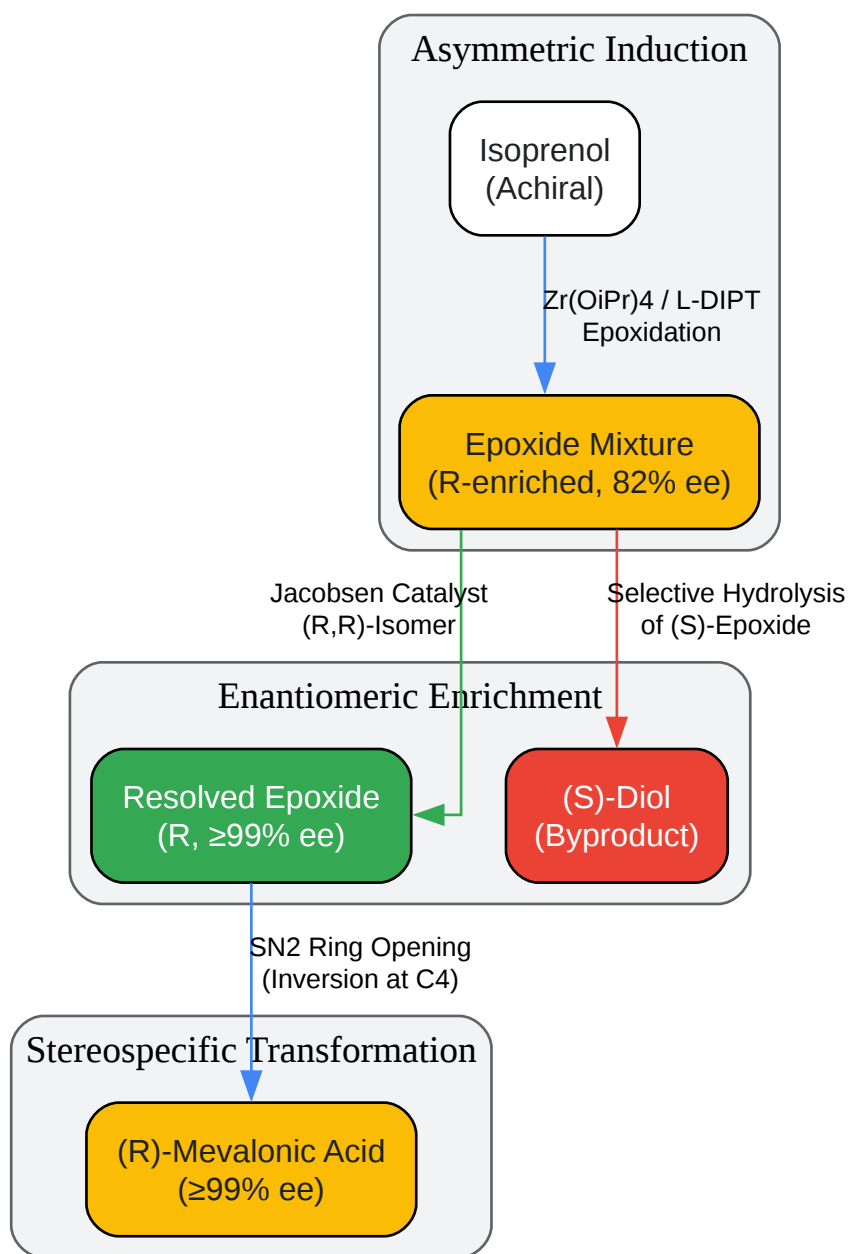 Asymmetric Induction
Isoprenol
(Achiral)
Zr(OiPr)4 / L-DIPT
Epoxidation
Epoxide Mixture
(R-enriched, 82% ee)
Jacobsen Catalyst
(R,R)-Isomer
Selective Hydrolysis
of (S)-Epoxide
Enantiomeric Enrichment
Resolved Epoxide
(R, ≥99% ee)
(S)-Diol
(Byproduct)
SN2 Ring Opening
(Inversion at C4)
Stereospecific Transformation
(R)-Mevalonic Acid
(≥99% ee)